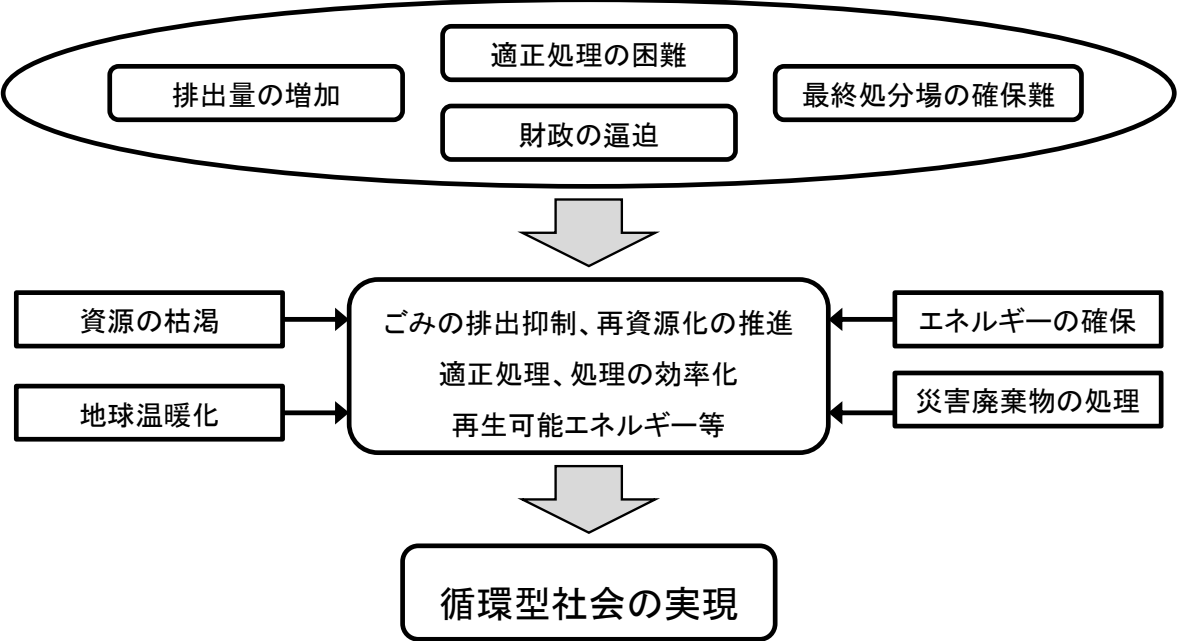 適正処理の困難
排出量の増加
最終処分場の確保難
財政の逼迫
資源の枯渇
ごみの排出抑制、再資源化の推進
エネルギーの確保
適正処理、処理の効率化
地球温暖化
災害廃棄物の処理
再生可能エネルギー等
循環型社会の実現